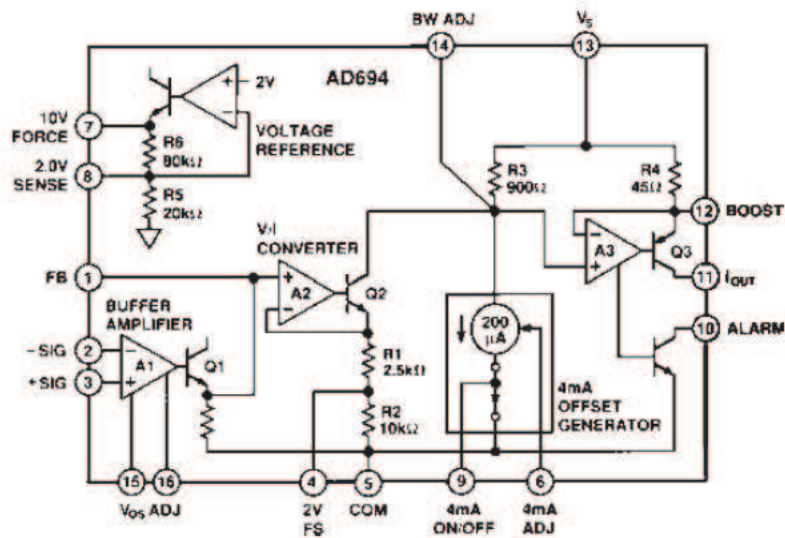 BW ADJ
VS
14
13
AD694
2V
+
−
10V
FORCE
7
VOLTAGE
REFERENCE
R6
80kΩ
2.0V
SENSE
8
R5
20kΩ
R3
900Ω
R4
45Ω
12
BOOST
V/I
CONVERTER
−
+
A3
Q3
FB
1
+
−
A2
Q2
11
IOUT
BUFFER
AMPLIFIER
200
μA
10
ALARM
−SIG
2
−
A1
Q1
+SIG
3
+
R1
2.5kΩ
4mA
OFFSET
GENERATOR
R2
10kΩ
15
16
4
5
9
6
VOS ADJ
2V
FS
COM
4mA
ON/OFF
4mA
ADJ